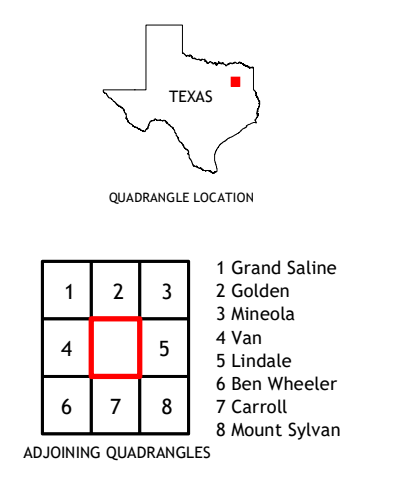 TEXAS
QUADRANGLE LOCATION
1 2 3
4 5
6 7 8
ADJOINING QUADRANGLES
1 Grand Saline
2 Golden
3 Mineola
4 Van
5 Lindale
6 Ben Wheeler
7 Carroll
8 Mount Sylvan